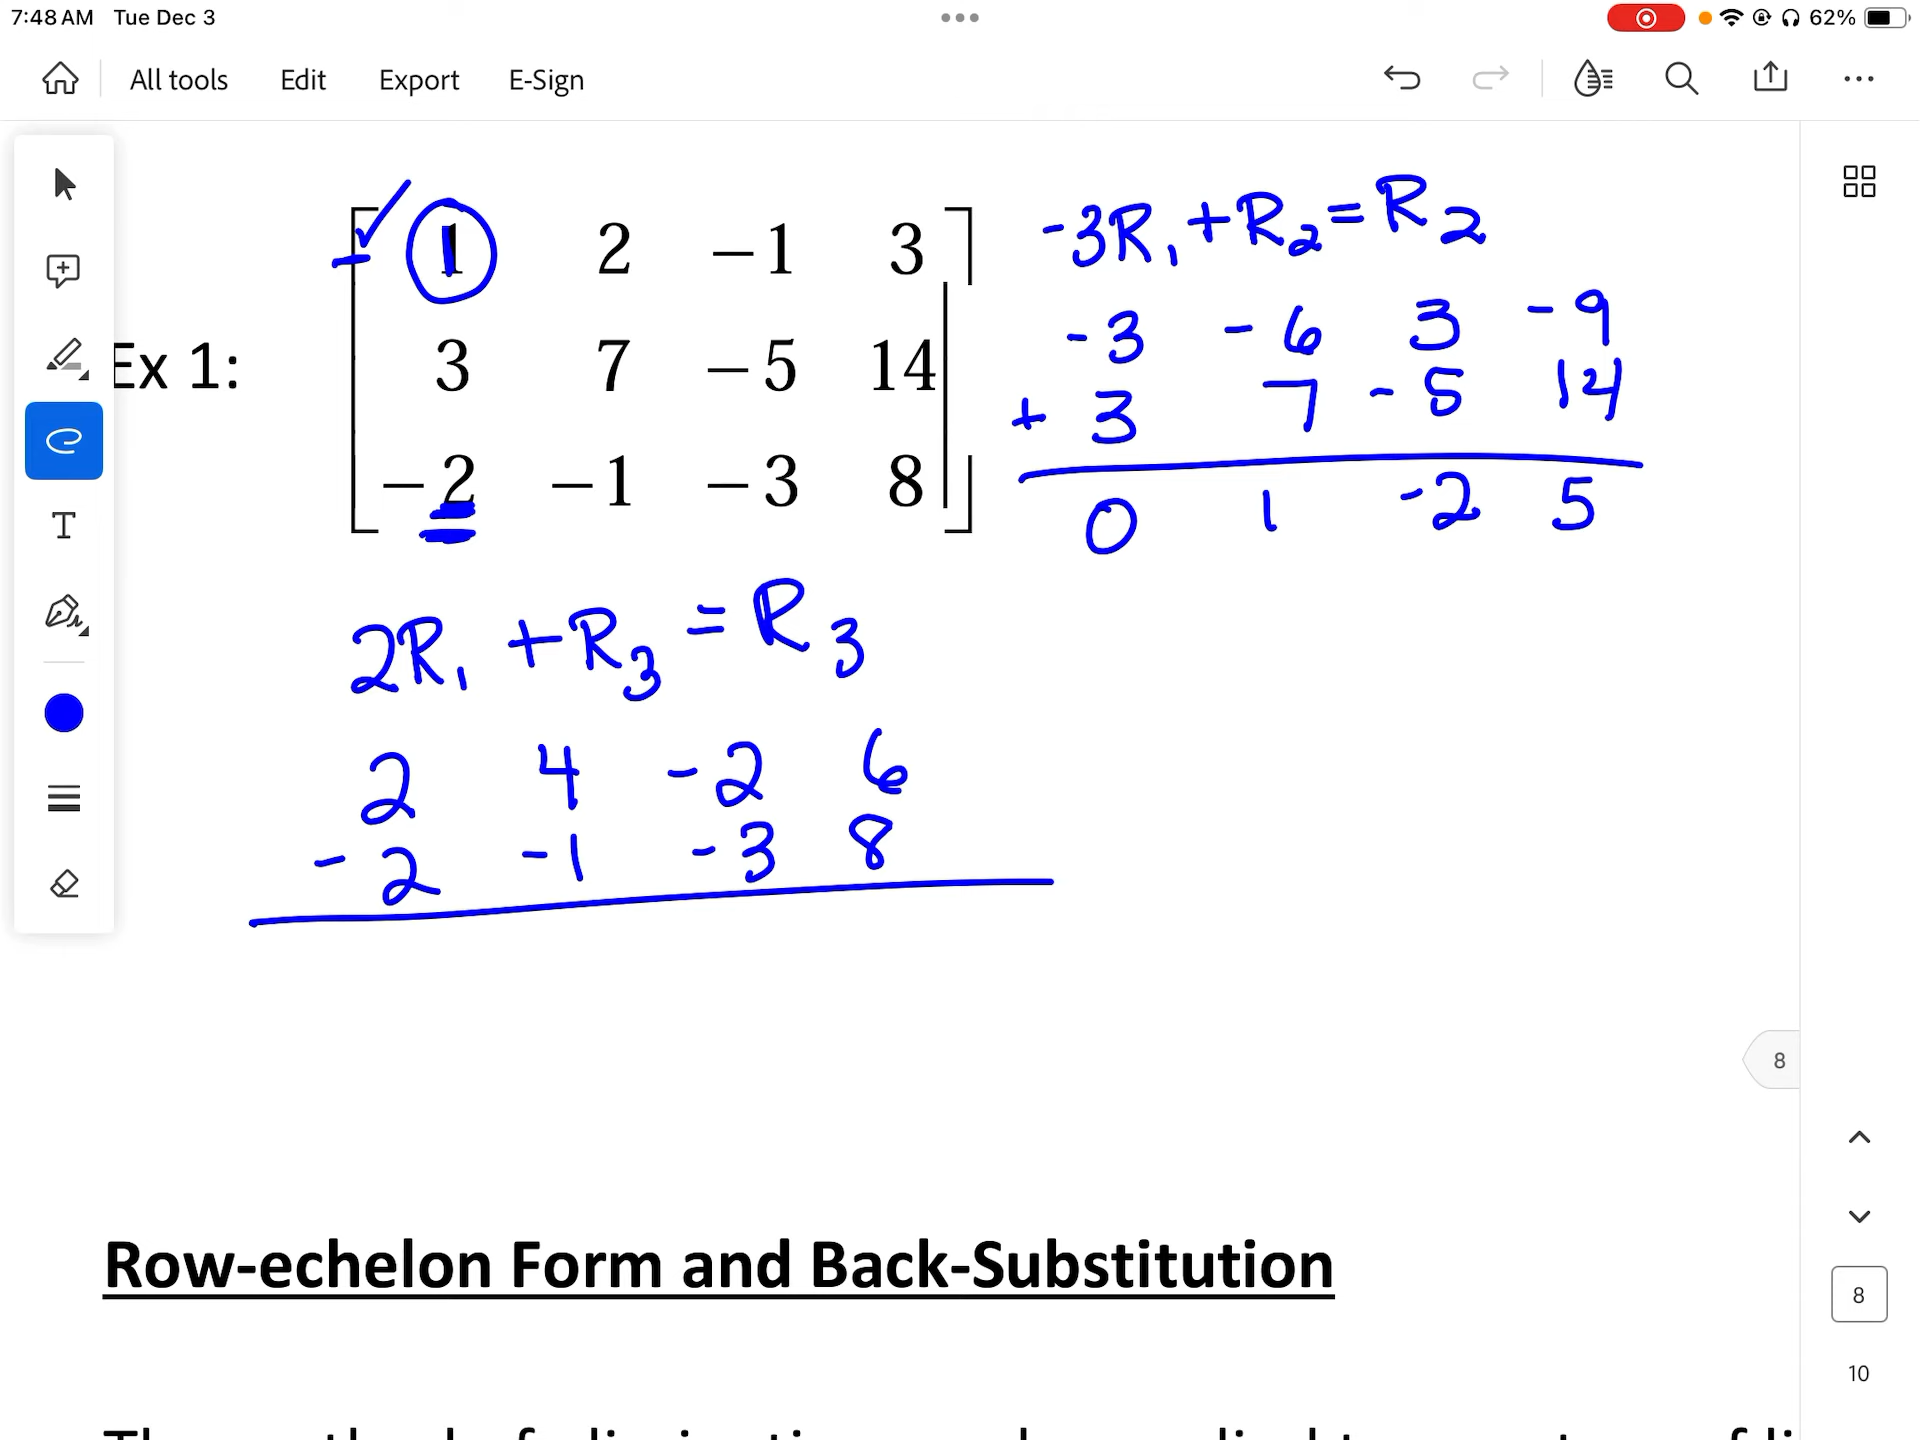 7:48 AM Tue Dec 3
62%
All tools Edit Export E-Sign
1 2 −1 3
Ex 1: 3 7 −5 14
−2 −1 −3 8
-3R1 + R2 = R2
-3 -6 3 -9
+ 3 7 -5 14
0 1 -2 5
2R1 + R3 = R3
2 4 -2 6
-2 -1 -3 8
8
Row-echelon Form and Back-Substitution
8
10